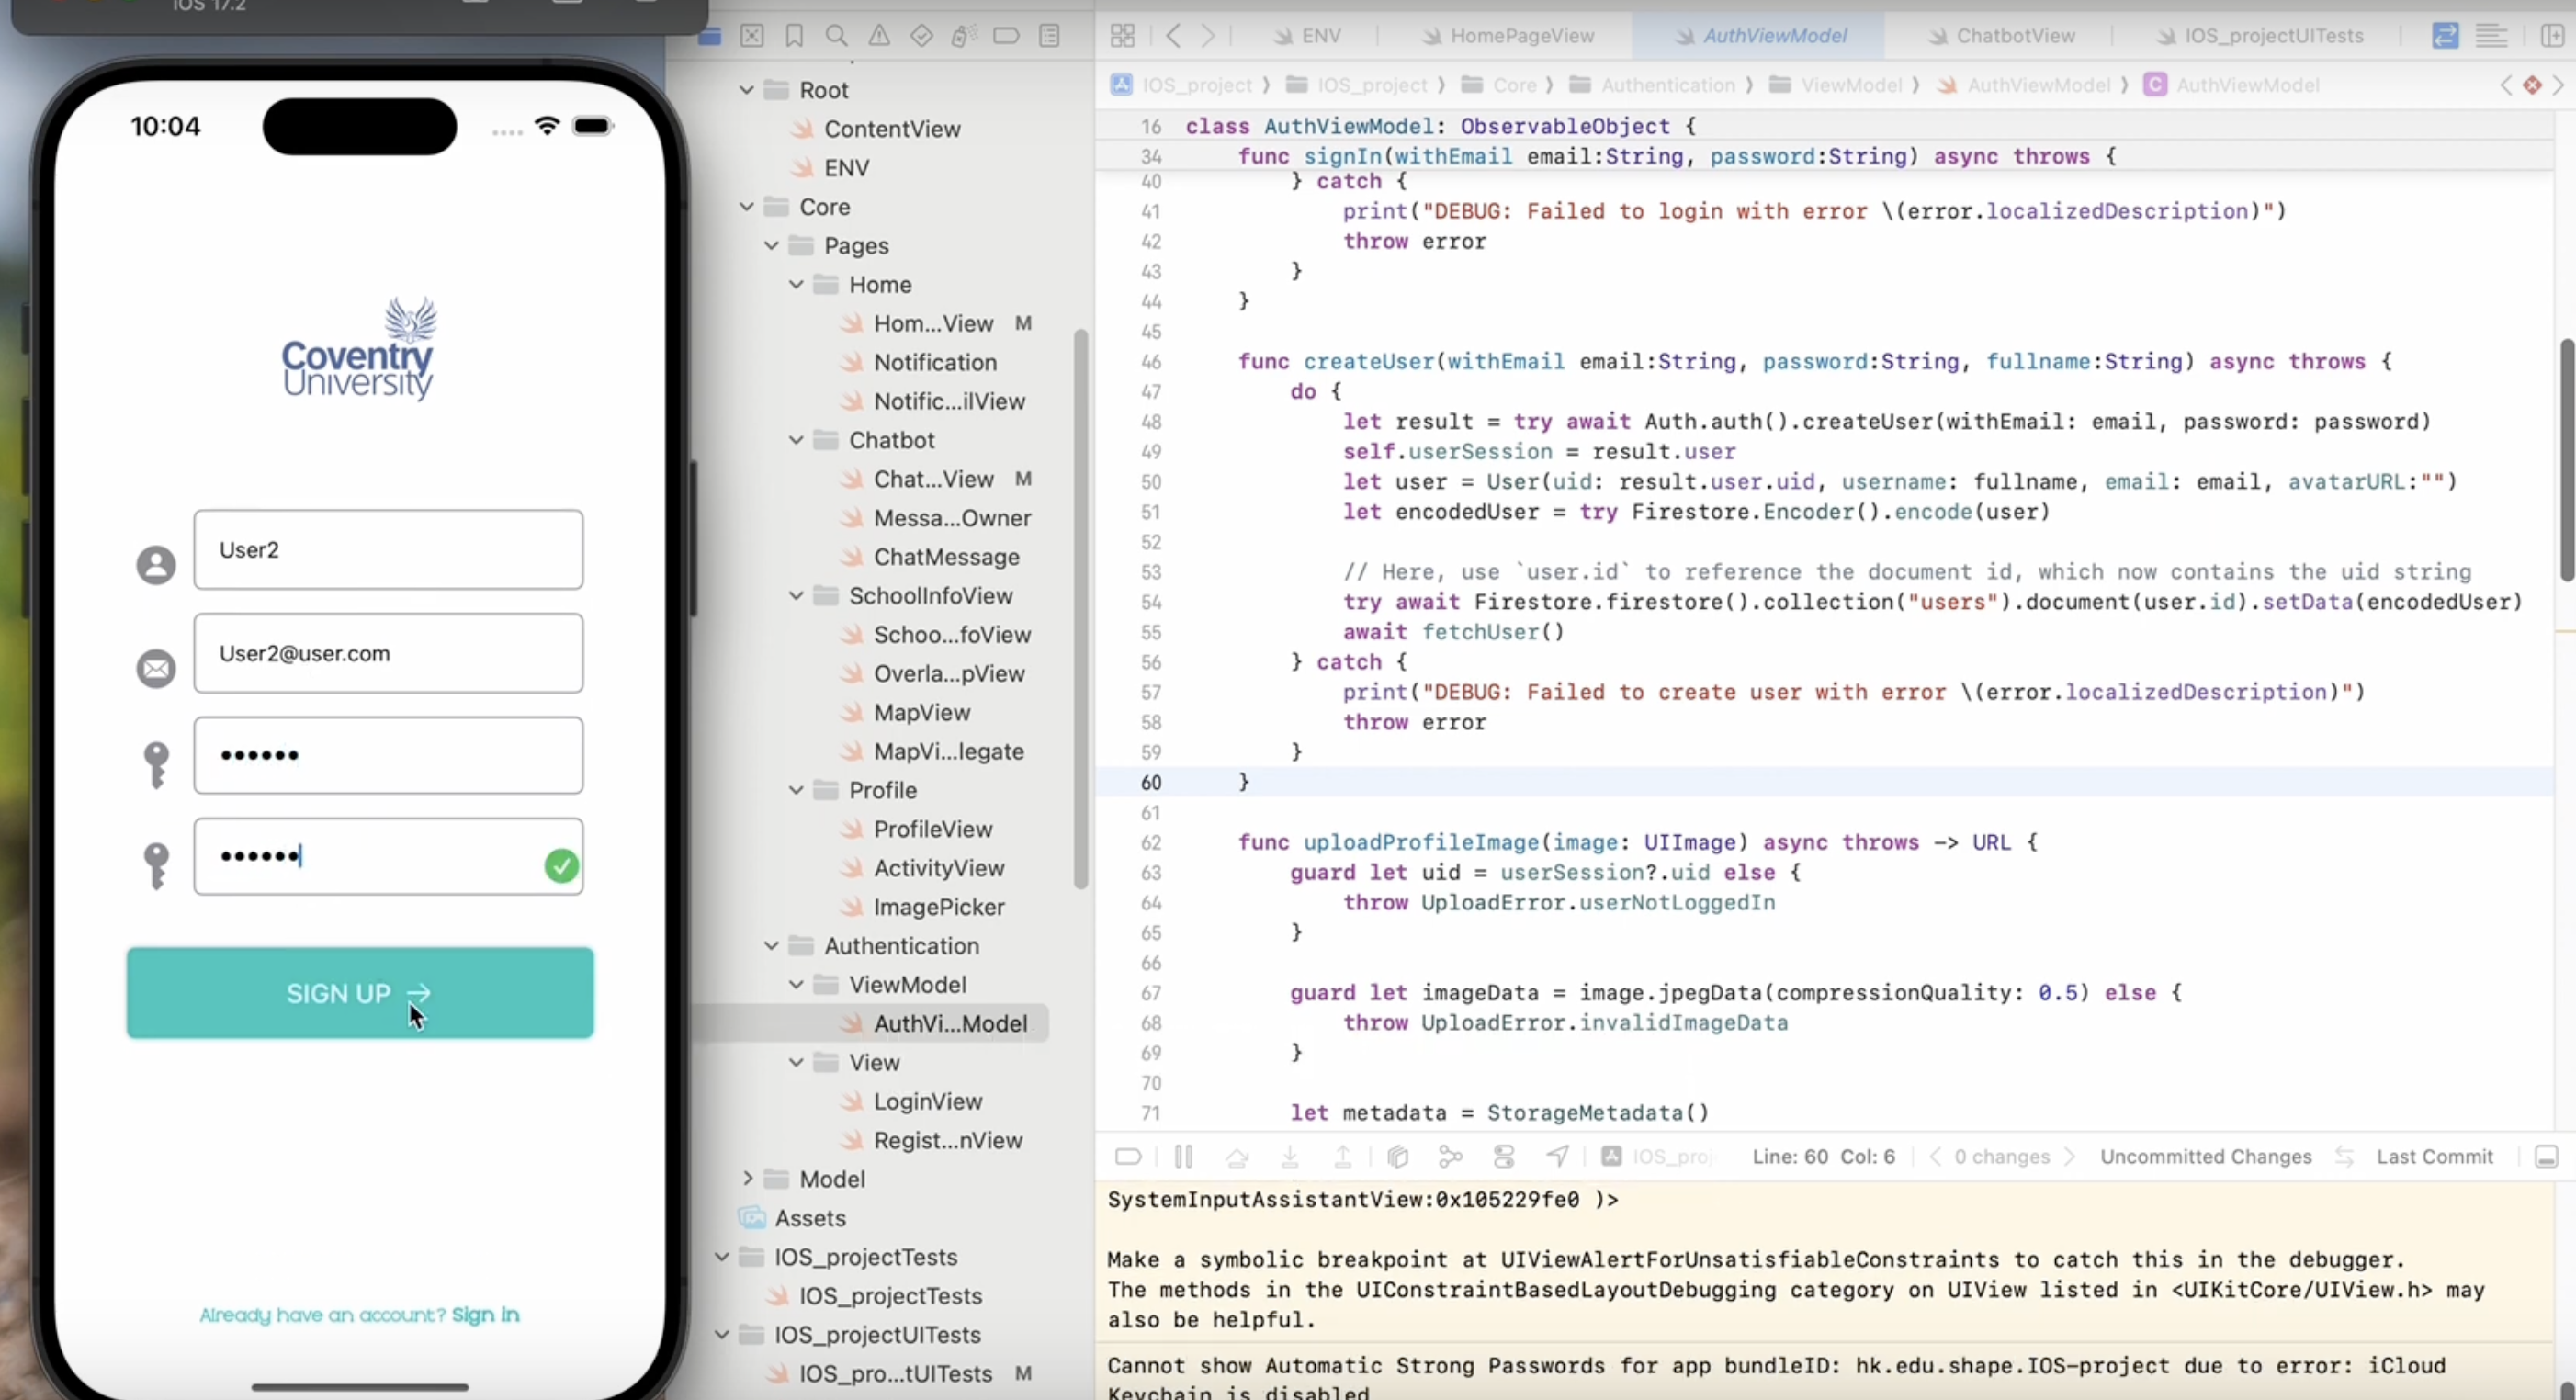 iOS 17.2
10:04
Coventry
University
User2
User2@user.com
••••••
••••••
SIGN UP →
Already have an account? Sign in
Root
ContentView
ENV
Core
Pages
Home
Hom...View M
Notification
Notific...ilView
Chatbot
Chat...View M
Messa...Owner
ChatMessage
SchoolInfoView
Schoo...foView
Overla...pView
MapView
MapVi...legate
Profile
ProfileView
ActivityView
ImagePicker
Authentication
ViewModel
AuthVi...Model
View
LoginView
Regist...nView
Model
Assets
IOS_projectTests
IOS_projectTests
IOS_projectUITests
IOS_pro...tUITests M
ENV HomePageView AuthViewModel ChatbotView IOS_projectUITests
IOS_project ⟩ IOS_project ⟩ Core ⟩ Authentication ⟩ ViewModel ⟩ AuthViewModel ⟩ C AuthViewModel
16 class AuthViewModel: ObservableObject {
34 func signIn(withEmail email:String, password:String) async throws {
40 } catch {
41 print("DEBUG: Failed to login with error \(error.localizedDescription)")
42 throw error
43 }
44 }
45
46 func createUser(withEmail email:String, password:String, fullname:String) async throws {
47 do {
48 let result = try await Auth.auth().createUser(withEmail: email, password: password)
49 self.userSession = result.user
50 let user = User(uid: result.user.uid, username: fullname, email: email, avatarURL:"")
51 let encodedUser = try Firestore.Encoder().encode(user)
52
53 // Here, use `user.id` to reference the document id, which now contains the uid string
54 try await Firestore.firestore().collection("users").document(user.id).setData(encodedUser)
55 await fetchUser()
56 } catch {
57 print("DEBUG: Failed to create user with error \(error.localizedDescription)")
58 throw error
59 }
60 }
61
62 func uploadProfileImage(image: UIImage) async throws -> URL {
63 guard let uid = userSession?.uid else {
64 throw UploadError.userNotLoggedIn
65 }
66
67 guard let imageData = image.jpegData(compressionQuality: 0.5) else {
68 throw UploadError.invalidImageData
69 }
70
71 let metadata = StorageMetadata()
IOS_proj Line: 60 Col: 6 0 changes Uncommitted Changes Last Commit
SystemInputAssistantView:0x105229fe0 )>
Make a symbolic breakpoint at UIViewAlertForUnsatisfiableConstraints to catch this in the debugger.
The methods in the UIConstraintBasedLayoutDebugging category on UIView listed in <UIKitCore/UIView.h> may
also be helpful.
Cannot show Automatic Strong Passwords for app bundleID: hk.edu.shape.IOS-project due to error: iCloud
Keychain is disabled